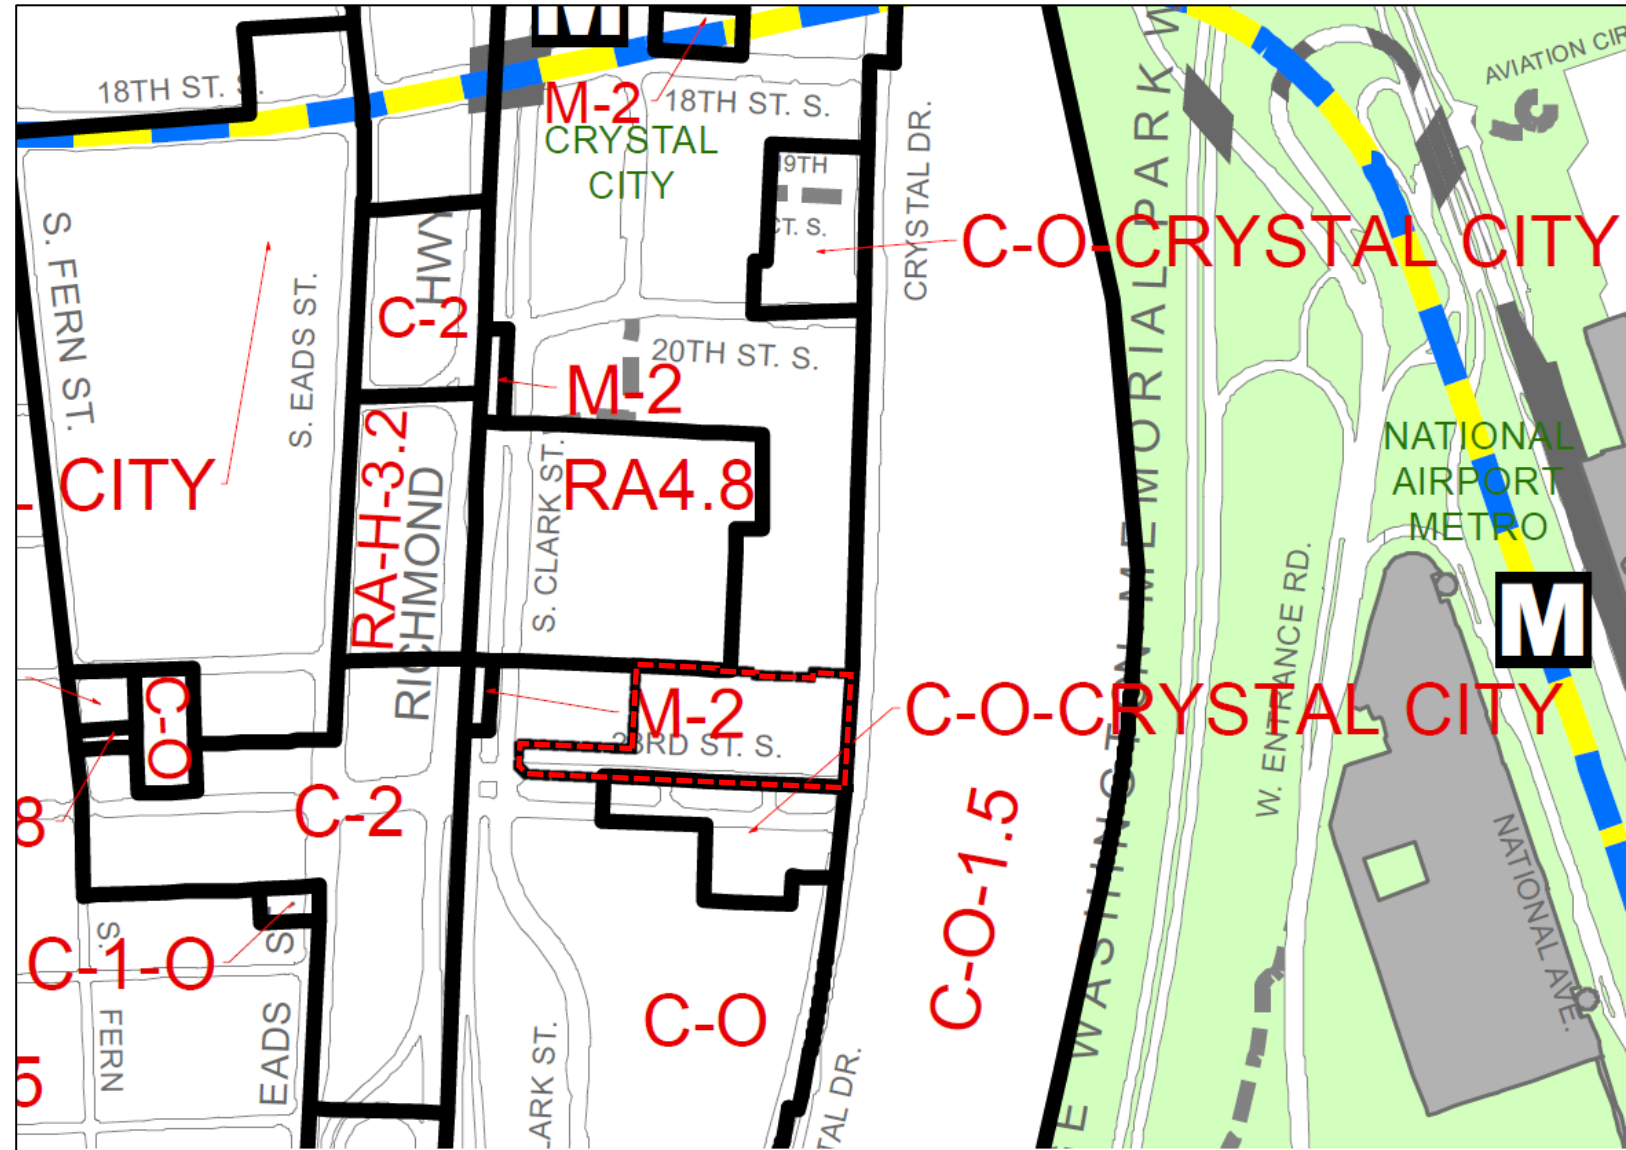 M
18TH ST. S.
M-2
18TH ST. S.
CRYSTAL
CITY
19TH
CT. S.
CRYSTAL DR.
AVIATION CIR
C-O-CRYSTAL CITY
S. FERN ST.
S. EADS ST.
HWY
C-2
20TH ST. S.
M-2
CITY
RA-H-3.2
RICHMOND
S. CLARK ST.
RA4.8
NATIONAL
AIRPORT
METRO
M
E WASHINGTON MEMORIAL PARK W
W. ENTRANCE RD.
C-O
M-2
23RD ST. S.
C-O-CRYSTAL CITY
8
C-2
C-O-1.5
NATIONAL AVE.
C-1-O
S.
FERN
S.
EADS
C-O
5
LARK ST.
TAL DR.